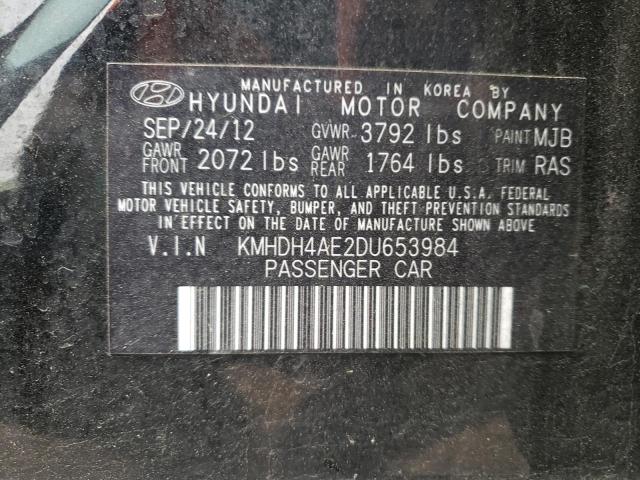 MANUFACTURED IN KOREA BY
HYUNDAI MOTOR COMPANY
SEP/24/12 GVWR 3792 lbs PAINT MJB
GAWR FRONT 2072 lbs GAWR REAR 1764 lbs TRIM RAS
THIS VEHICLE CONFORMS TO ALL APPLICABLE U.S.A. FEDERAL
MOTOR VEHICLE SAFETY, BUMPER, AND THEFT PREVENTION STANDARDS
IN EFFECT ON THE DATE OF MANUFACTURE SHOWN ABOVE
V.I.N KMHDH4AE2DU653984
PASSENGER CAR